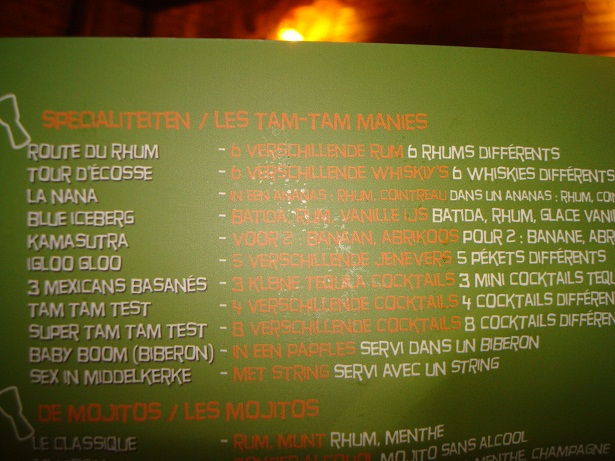 SPECIALITEITEN / LES TAM-TAM MANIES
ROUTE DU RHUM - 6 VERSCHILLENDE RUM 6 RHUMS DIFFÉRENTS
TOUR D'ÉCOSSE - 6 VERSCHILLENDE WHISKIY'S 6 WHISKIES DIFFÉRENTS
LA NANA - IN EEN ANANAS : RHUM, COINTREAU DANS UN ANANAS : RHUM,
BLUE ICEBERG - BATIDA, RUM, VANILLE IJS BATIDA, RHUM, GLACE
KAMASUTRA - VOOR 2 : BANAAN, ABRIKOOS POUR 2 : BANANE,
IGLOO GLOO - 5 VERSCHILLENDE JENEVERS 5 PÉKETS DIFFÉRENTS
3 MEXICANS BASANÉS - 3 KLEINE TEQUILA COCKTAILS 3 MINI COCKTAILS
TAM TAM TEST - 4 VERSCHILLENDE COCKTAILS 4 COCKTAILS
SUPER TAM TAM TEST - 8 VERSCHILLENDE COCKTAILS 8 COCKTAILS
BABY BOOM (BIBERON) - IN EEN PAPFLES SERVI DANS UN BIBERON
SEX IN MIDDELKERKE - MET STRING SERVI AVEC UN STRING
DE MOJITOS / LES MOJITOS
LE CLASSIQUE - RUM, MUNT RHUM, MENTHE
MOJITO SANS ALCOOL
MENTHE, CHAMPAGNE